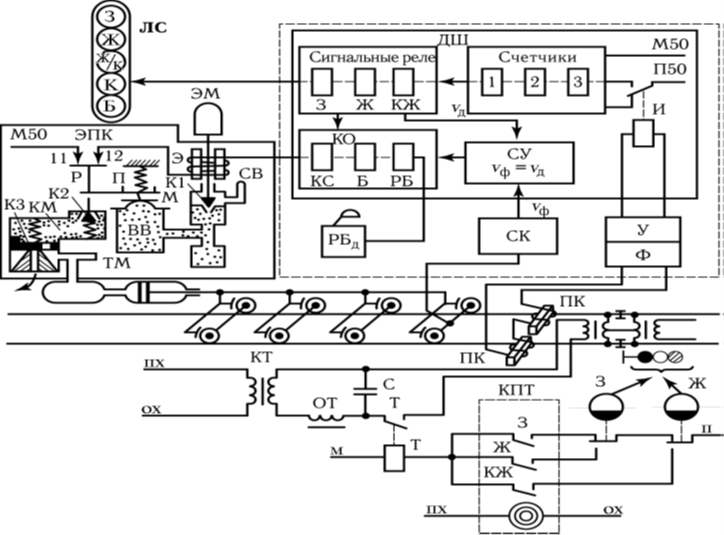 З
Ж
Ж/К
К
Б
ЛС
ДШ
Сигнальные реле
З
Ж
КЖ
Счетчики
1
2
3
М50
П50
И
vд
КО
КС
Б
РБ
СУ
vф = vд
vф
РБд
СК
У
Ф
ЭМ
М50
ЭПК
11
12
Э
Р
П
К1
СВ
К2
М
К3
КМ
ВВ
ТМ
ПК
ПК
пх
КТ
ох
С
ОТ
Т
КПТ
З
Ж
м
Т
З
Ж
КЖ
п
пх
ох